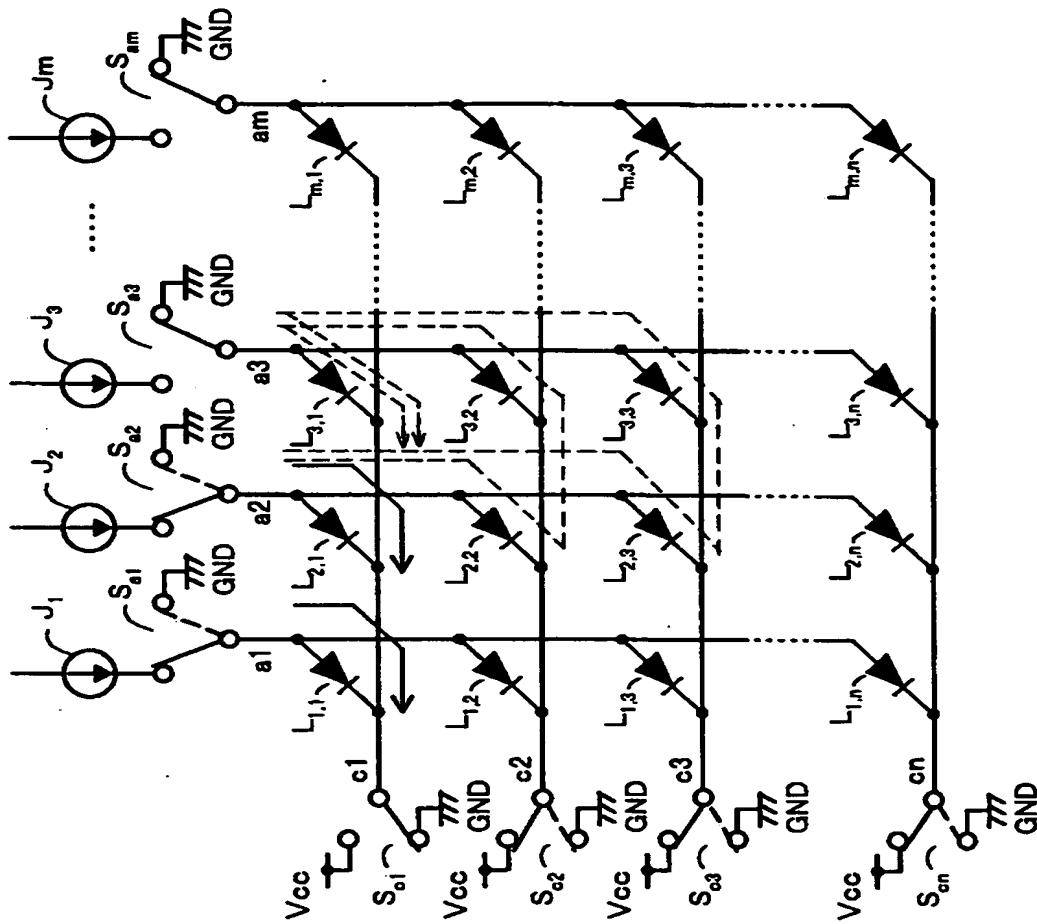 J₁ J₂ J₃ ..... Jm
Sₐ₁ Sₐ₂ Sₐ₃ Sₐₘ
GND GND GND GND
a1 a2 a3 am
L₁,₁ L₂,₁ L₃,₁ Lₘ,₁
Vcc c1
Sc1 GND
L₁,₂ L₂,₂ L₃,₂ Lₘ,₂
Vcc c2
Sc2 GND
L₁,₃ L₂,₃ L₃,₃ Lₘ,₃
Vcc c3
Sc3 GND
L₁,ₙ L₂,ₙ L₃,ₙ Lₘ,ₙ
Vcc cn
Scn GND